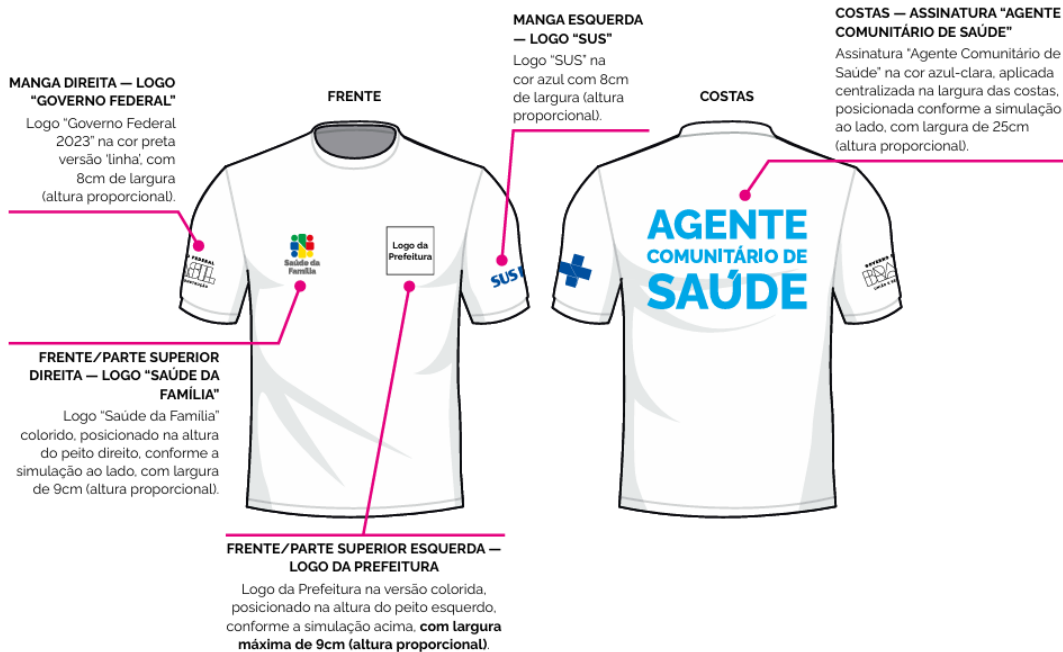 MANGA DIREITA — LOGO
“GOVERNO FEDERAL”
Logo “Governo Federal
2023” na cor preta
versão ‘linha’, com
8cm de largura
(altura proporcional).
FRENTE
MANGA ESQUERDA
— LOGO “SUS”
Logo “SUS” na
cor azul com 8cm
de largura (altura
proporcional).
COSTAS
COSTAS — ASSINATURA “AGENTE
COMUNITÁRIO DE SAÚDE”
Assinatura “Agente Comunitário de
Saúde” na cor azul-clara, aplicada
centralizada na largura das costas,
posicionada conforme a simulação
ao lado, com largura de 25cm
(altura proporcional).
FEDERAL
Saúde da
Família
Logo da
Prefeitura
SUS
AGENTE
COMUNITÁRIO DE
SAÚDE
GOVERNO
UNIÃO E
FRENTE/PARTE SUPERIOR
DIREITA — LOGO “SAÚDE DA
FAMÍLIA”
Logo “Saúde da Família”
colorido, posicionado na altura
do peito direito, conforme a
simulação ao lado, com largura
de 9cm (altura proporcional).
FRENTE/PARTE SUPERIOR ESQUERDA —
LOGO DA PREFEITURA
Logo da Prefeitura na versão colorida,
posicionado na altura do peito esquerdo,
conforme a simulação acima, com largura
máxima de 9cm (altura proporcional).